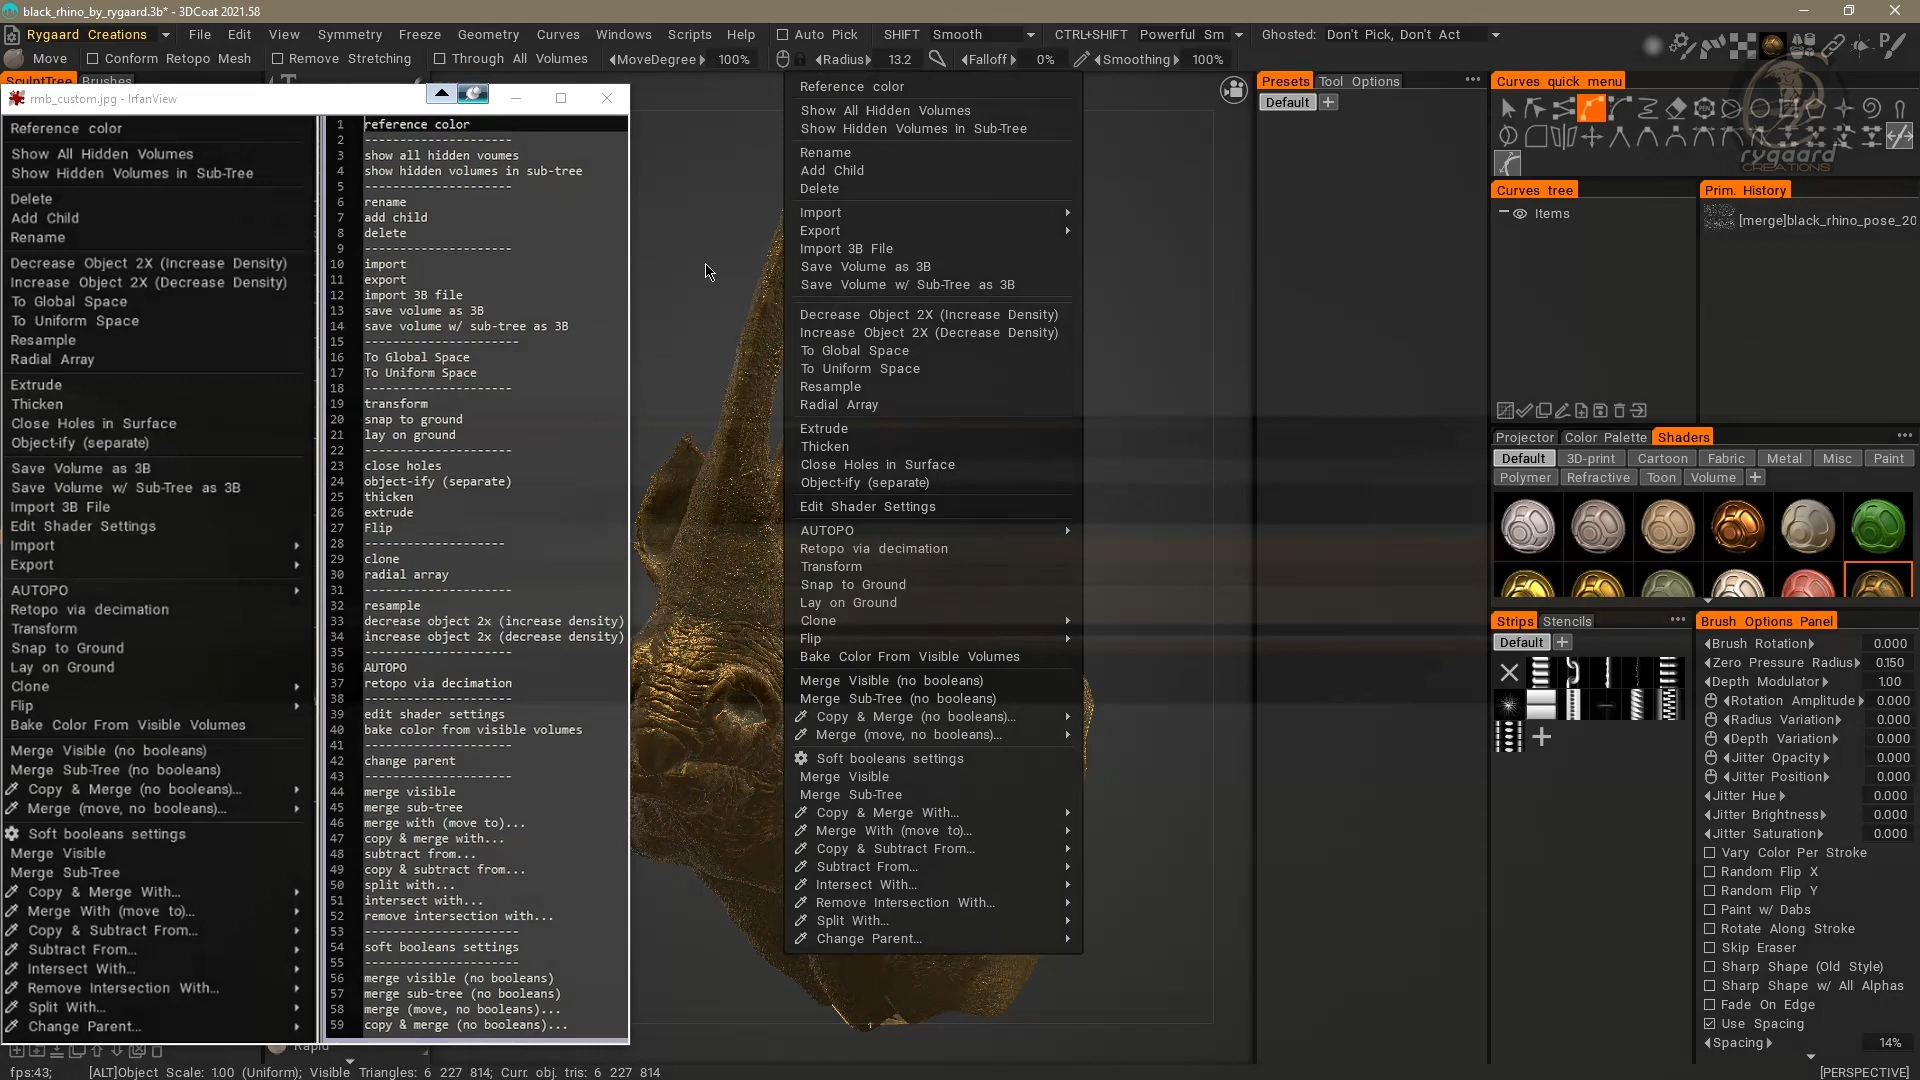 black_rhino_by_rygaard.3b* - 3DCoat 2021.58
Rygaard Creations File Edit View Symmetry Freeze Geometry Curves Windows Scripts Help Auto Pick SHIFT Smooth CTRL+SHIFT Powerful Sm Ghosted: Don't Pick, Don't Act
Move Conform Retopo Mesh Remove Stretching Through All Volumes MoveDegree 100% Radius 13.2 Falloff 0% Smoothing 100%
SculptTree Brushes
rmb_custom.jpg - IrfanView
Reference color
Show All Hidden Volumes
Show Hidden Volumes in Sub-Tree
Delete
Add Child
Rename
Decrease Object 2X (Increase Density)
Increase Object 2X (Decrease Density)
To Global Space
To Uniform Space
Resample
Radial Array
Extrude
Thicken
Close Holes in Surface
Object-ify (separate)
Save Volume as 3B
Save Volume w/ Sub-Tree as 3B
Import 3B File
Edit Shader Settings
Import
Export
AUTOPO
Retopo via decimation
Transform
Snap to Ground
Lay on Ground
Clone
Flip
Bake Color From Visible Volumes
Merge Visible (no booleans)
Merge Sub-Tree (no booleans)
Copy & Merge (no booleans)...
Merge (move, no booleans)...
Soft booleans settings
Merge Visible
Merge Sub-Tree
Copy & Merge With...
Merge With (move to)...
Copy & Subtract From...
Subtract From...
Intersect With...
Remove Intersection With...
Split With...
Change Parent...
1 reference color
2 --------------------
3 show all hidden voumes
4 show hidden volumes in sub-tree
5 --------------------
6 rename
7 add child
8 delete
9 --------------------
10 import
11 export
12 import 3B file
13 save volume as 3B
14 save volume w/ sub-tree as 3B
15 ---------------------
16 To Global Space
17 To Uniform Space
18 --------------------
19 transform
20 snap to ground
21 lay on ground
22 --------------------
23 close holes
24 object-ify (separate)
25 thicken
26 extrude
27 Flip
28 -------------------
29 clone
30 radial array
31 --------------------
32 resample
33 decrease object 2x (increase density)
34 increase object 2x (decrease density)
35 --------------------
36 AUTOPO
37 retopo via decimation
38 --------------------
39 edit shader settings
40 bake color from visible volumes
41 --------------------
42 change parent
43 --------------------
44 merge visible
45 merge sub-tree
46 merge with (move to)...
47 copy & merge with...
48 subtract from...
49 copy & subtract from...
50 split with...
51 intersect with...
52 remove intersection with...
53 ---------------------
54 soft booleans settings
55 ---------------------
56 merge visible (no booleans)
57 merge sub-tree (no booleans)
58 merge (move, no booleans)...
59 copy & merge (no booleans)...
Rapid
Reference color
Show All Hidden Volumes
Show Hidden Volumes in Sub-Tree
Rename
Add Child
Delete
Import
Export
Import 3B File
Save Volume as 3B
Save Volume w/ Sub-Tree as 3B
Decrease Object 2X (Increase Density)
Increase Object 2X (Decrease Density)
To Global Space
To Uniform Space
Resample
Radial Array
Extrude
Thicken
Close Holes in Surface
Object-ify (separate)
Edit Shader Settings
AUTOPO
Retopo via decimation
Transform
Snap to Ground
Lay on Ground
Clone
Flip
Bake Color From Visible Volumes
Merge Visible (no booleans)
Merge Sub-Tree (no booleans)
Copy & Merge (no booleans)...
Merge (move, no booleans)...
Soft booleans settings
Merge Visible
Merge Sub-Tree
Copy & Merge With...
Merge With (move to)...
Copy & Subtract From...
Subtract From...
Intersect With...
Remove Intersection With...
Split With...
Change Parent...
Presets Tool Options
Default
Curves quick menu
rygaard
CREATIONS
Curves tree
Items
Prim. History
[merge]black_rhino_pose_20
Projector Color Palette Shaders
Default 3D-print Cartoon Fabric Metal Misc Paint
Polymer Refractive Toon Volume
Strips Stencils
Default
Brush Options Panel
Brush Rotation 0.000
Zero Pressure Radius 0.150
Depth Modulator 1.00
Rotation Amplitude 0.000
Radius Variation 0.000
Depth Variation 0.000
Jitter Opacity 0.000
Jitter Position 0.000
Jitter Hue 0.000
Jitter Brightness 0.000
Jitter Saturation 0.000
Vary Color Per Stroke
Random Flip X
Random Flip Y
Paint w/ Dabs
Rotate Along Stroke
Skip Eraser
Sharp Shape (Old Style)
Sharp Shape w/ All Alphas
Fade On Edge
Use Spacing
Spacing 14%
fps:43; [ALT]Object Scale: 1.00 (Uniform); Visible Triangles: 6 227 814; Curr. obj. tris: 6 227 814 [PERSPECTIVE]